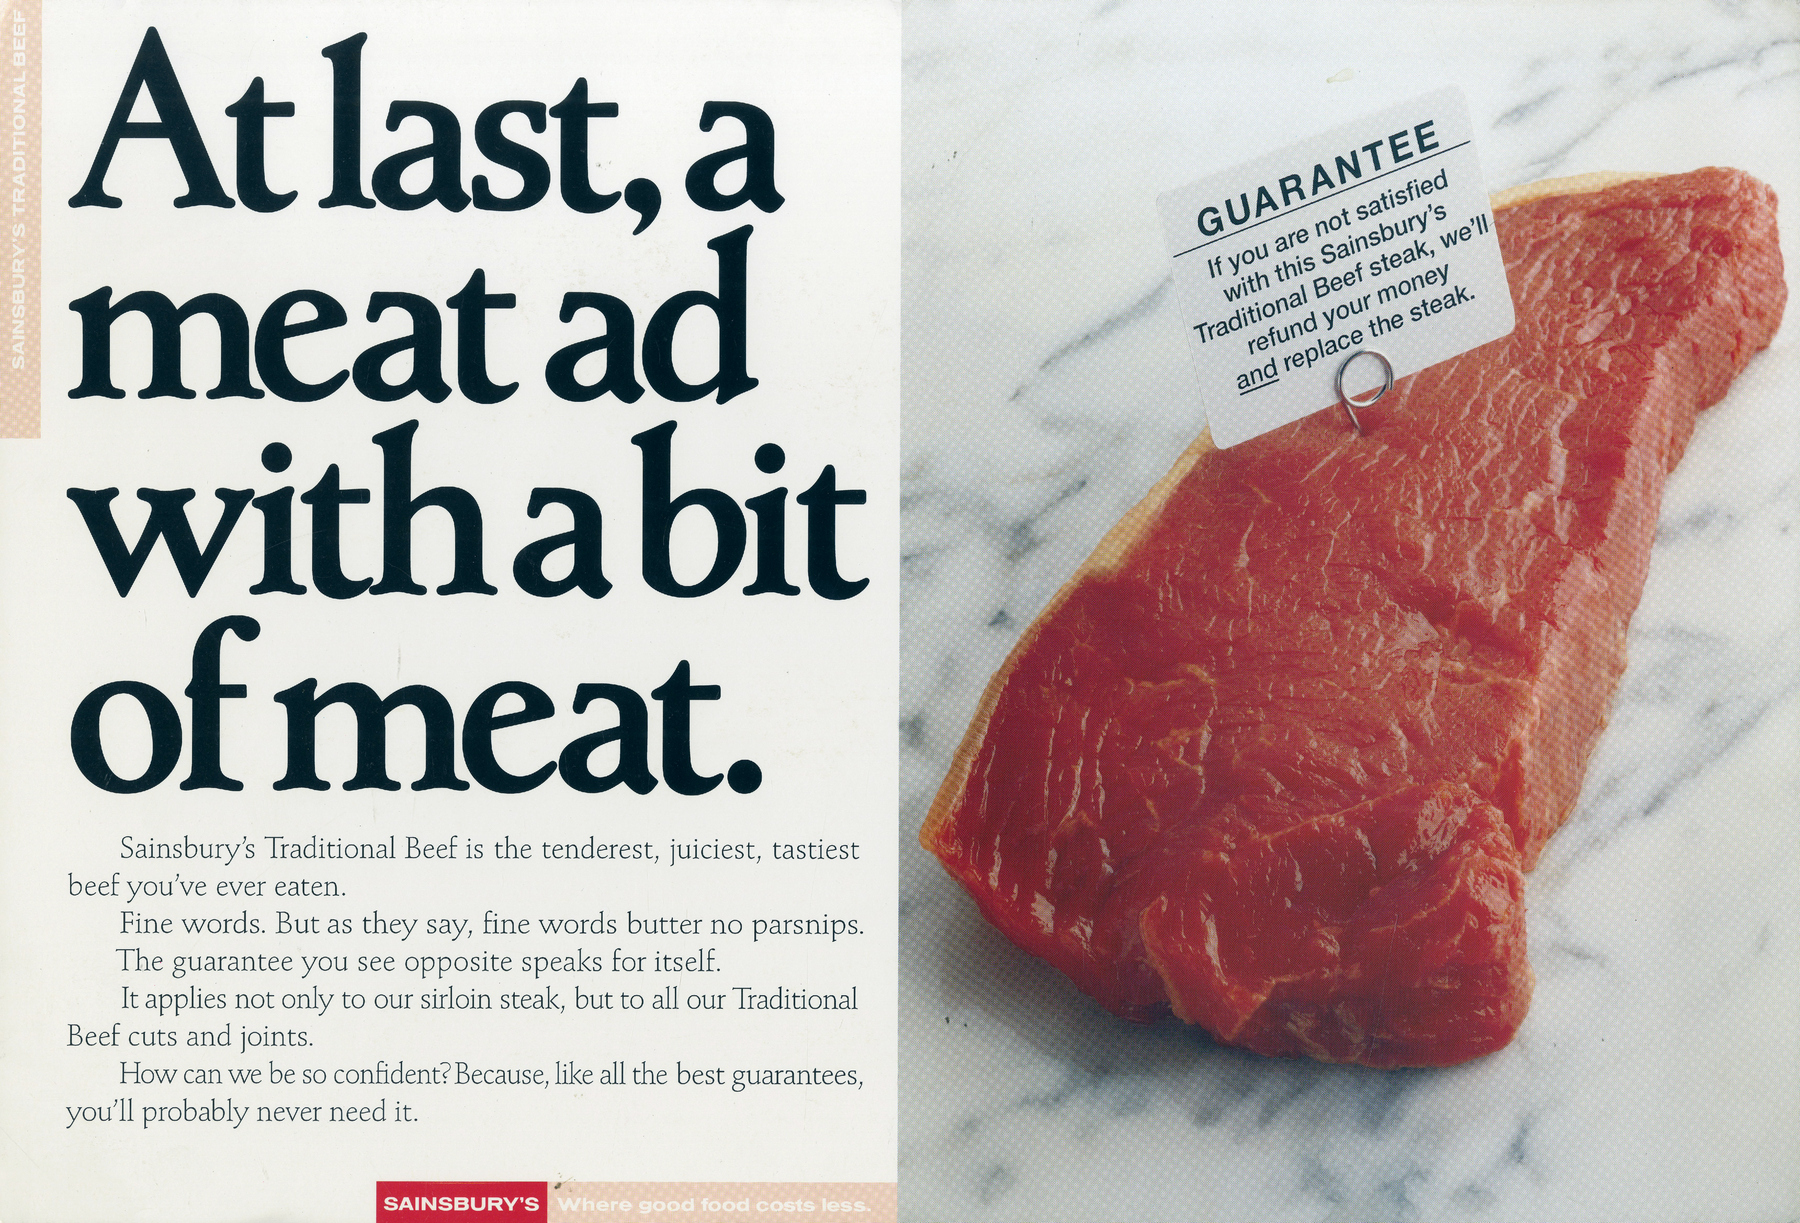 SAINSBURY'S TRADITIONAL BEEF
At last, a
meat ad
with a bit
of meat.
Sainsbury's Traditional Beef is the tenderest, juiciest, tastiest
beef you've ever eaten.
Fine words. But as they say, fine words butter no parsnips.
The guarantee you see opposite speaks for itself.
It applies not only to our sirloin steak, but to all our Traditional
Beef cuts and joints.
How can we be so confident? Because, like all the best guarantees,
you'll probably never need it.
SAINSBURY'S Where good food costs less.
GUARANTEE
If you are not satisfied
with this Sainsbury's
Traditional Beef steak, we'll
refund your money
and replace the steak.